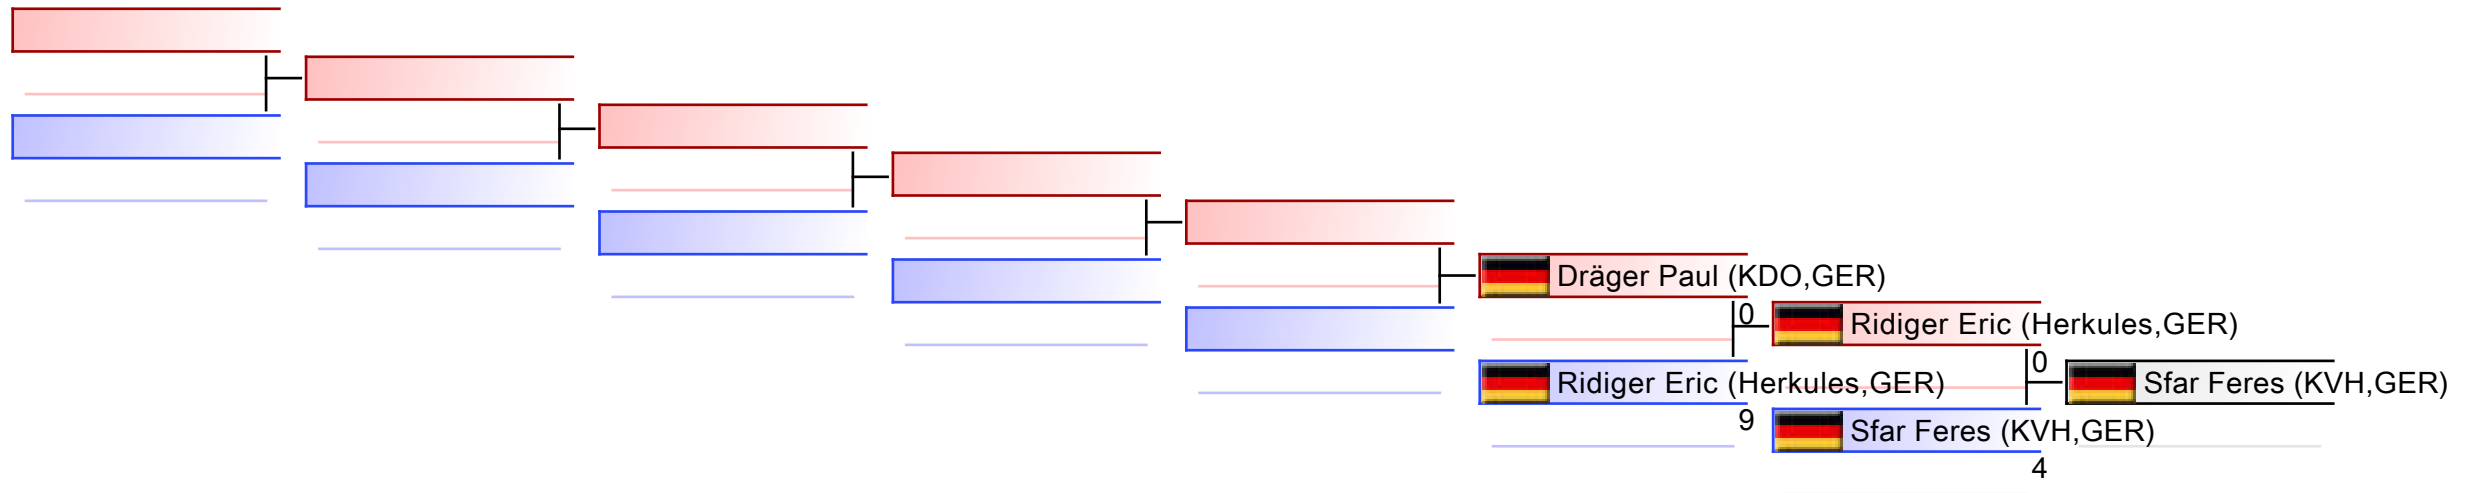 Dräger Paul (KDO,GER)
0
Ridiger Eric (Herkules,GER)
0
Ridiger Eric (Herkules,GER)
Sfar Feres (KVH,GER)
9
Sfar Feres (KVH,GER)
4